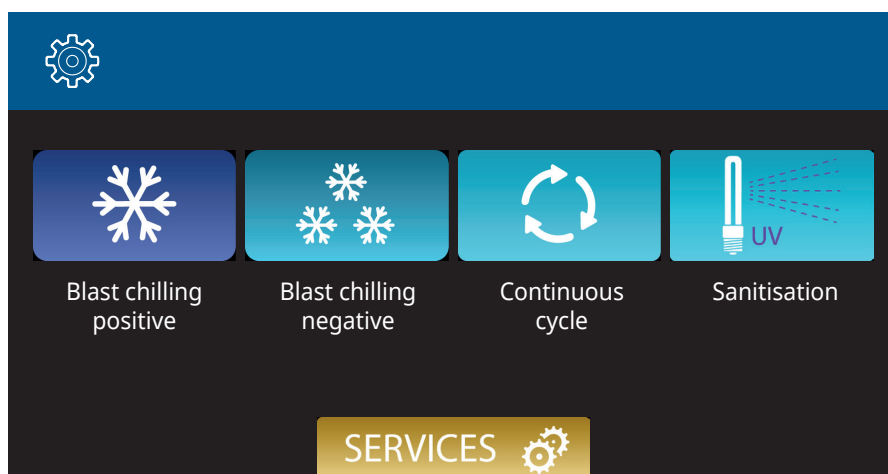 UV
Blast chilling
positive
Blast chilling
negative
Continuous
cycle
Sanitisation
SERVICES